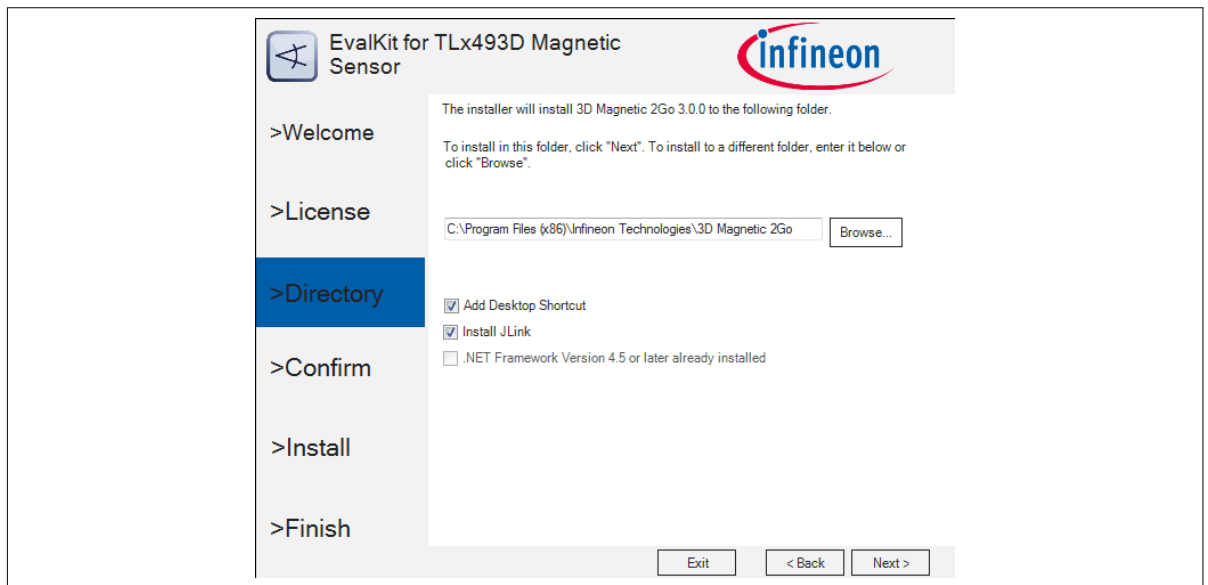 EvalKit for TLx493D Magnetic
Sensor
infineon
>Welcome
>License
>Directory
>Confirm
>Install
>Finish
The installer will install 3D Magnetic 2Go 3.0.0 to the following folder.
To install in this folder, click "Next". To install to a different folder, enter it below or
click "Browse".
C:\Program Files (x86)\Infineon Technologies\3D Magnetic 2Go
Browse...
Add Desktop Shortcut
Install JLink
.NET Framework Version 4.5 or later already installed
Exit
< Back
Next >